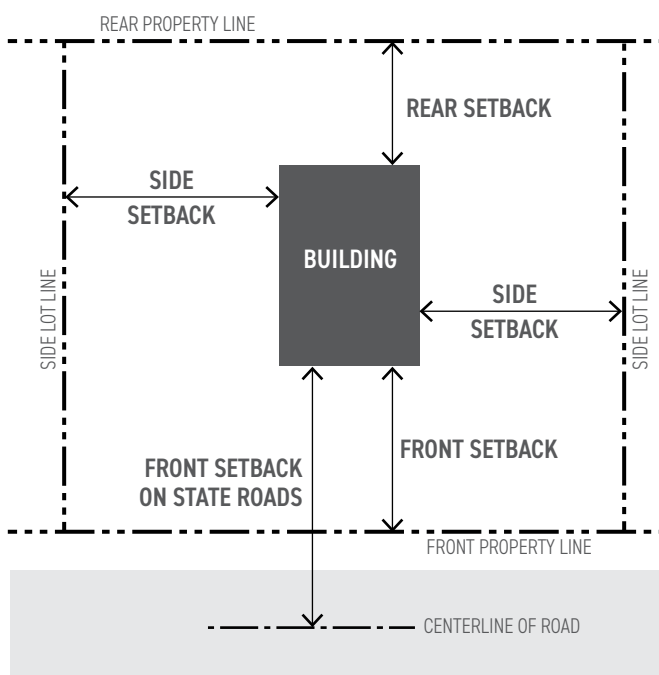 REAR PROPERTY LINE
REAR SETBACK
SIDE
SETBACK
BUILDING
SIDE LOT LINE
SIDE
SETBACK
SIDE LOT LINE
FRONT SETBACK
FRONT SETBACK
ON STATE ROADS
FRONT PROPERTY LINE
CENTERLINE OF ROAD